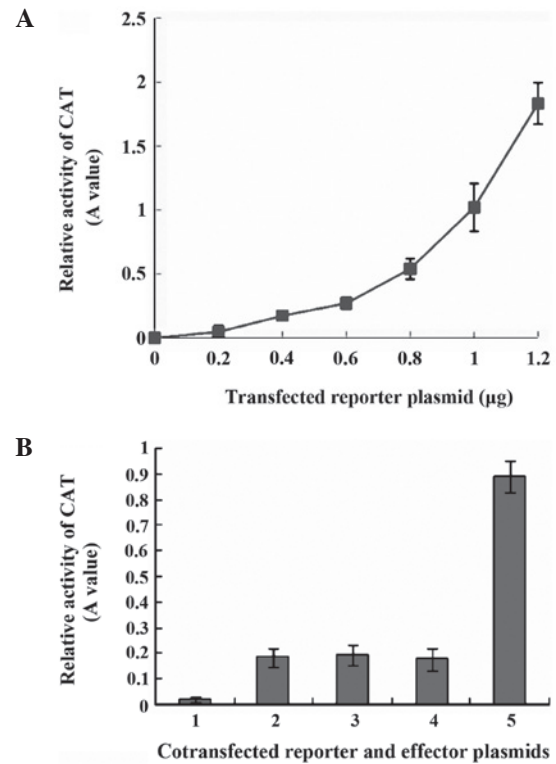 A
Relative activity of CAT
(A value)
2.5
2
1.5
1
0.5
0
0 0.2 0.4 0.6 0.8 1 1.2
Transfected reporter plasmid (μg)
B
Relative activity of CAT
(A value)
1
0.9
0.8
0.7
0.6
0.5
0.4
0.3
0.2
0.1
0
1 2 3 4 5
Cotransfected reporter and effector plasmids